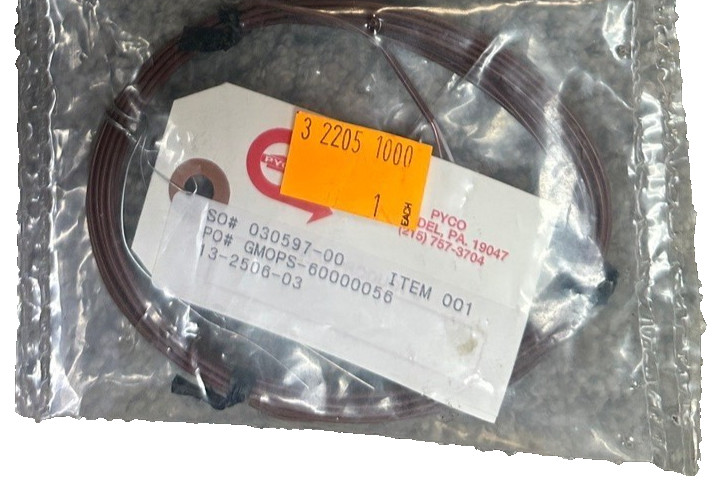 3 2205 1000
1 EACH
PYCO
PYCO
DEL, PA. 19047
(215) 757-3704
SO# 030597-00 ITEM 001
PO# GMOPS-60000056
13-2506-03